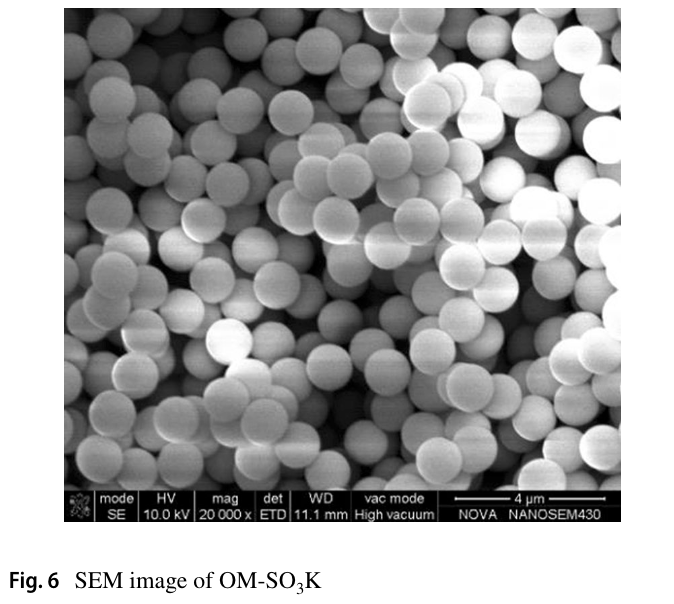 mode HV mag det WD vac mode 4 µm
SE 10.0 kV 20 000 x ETD 11.1 mm High vacuum NOVA NANOSEM430
Fig. 6 SEM image of OM-SO₃K